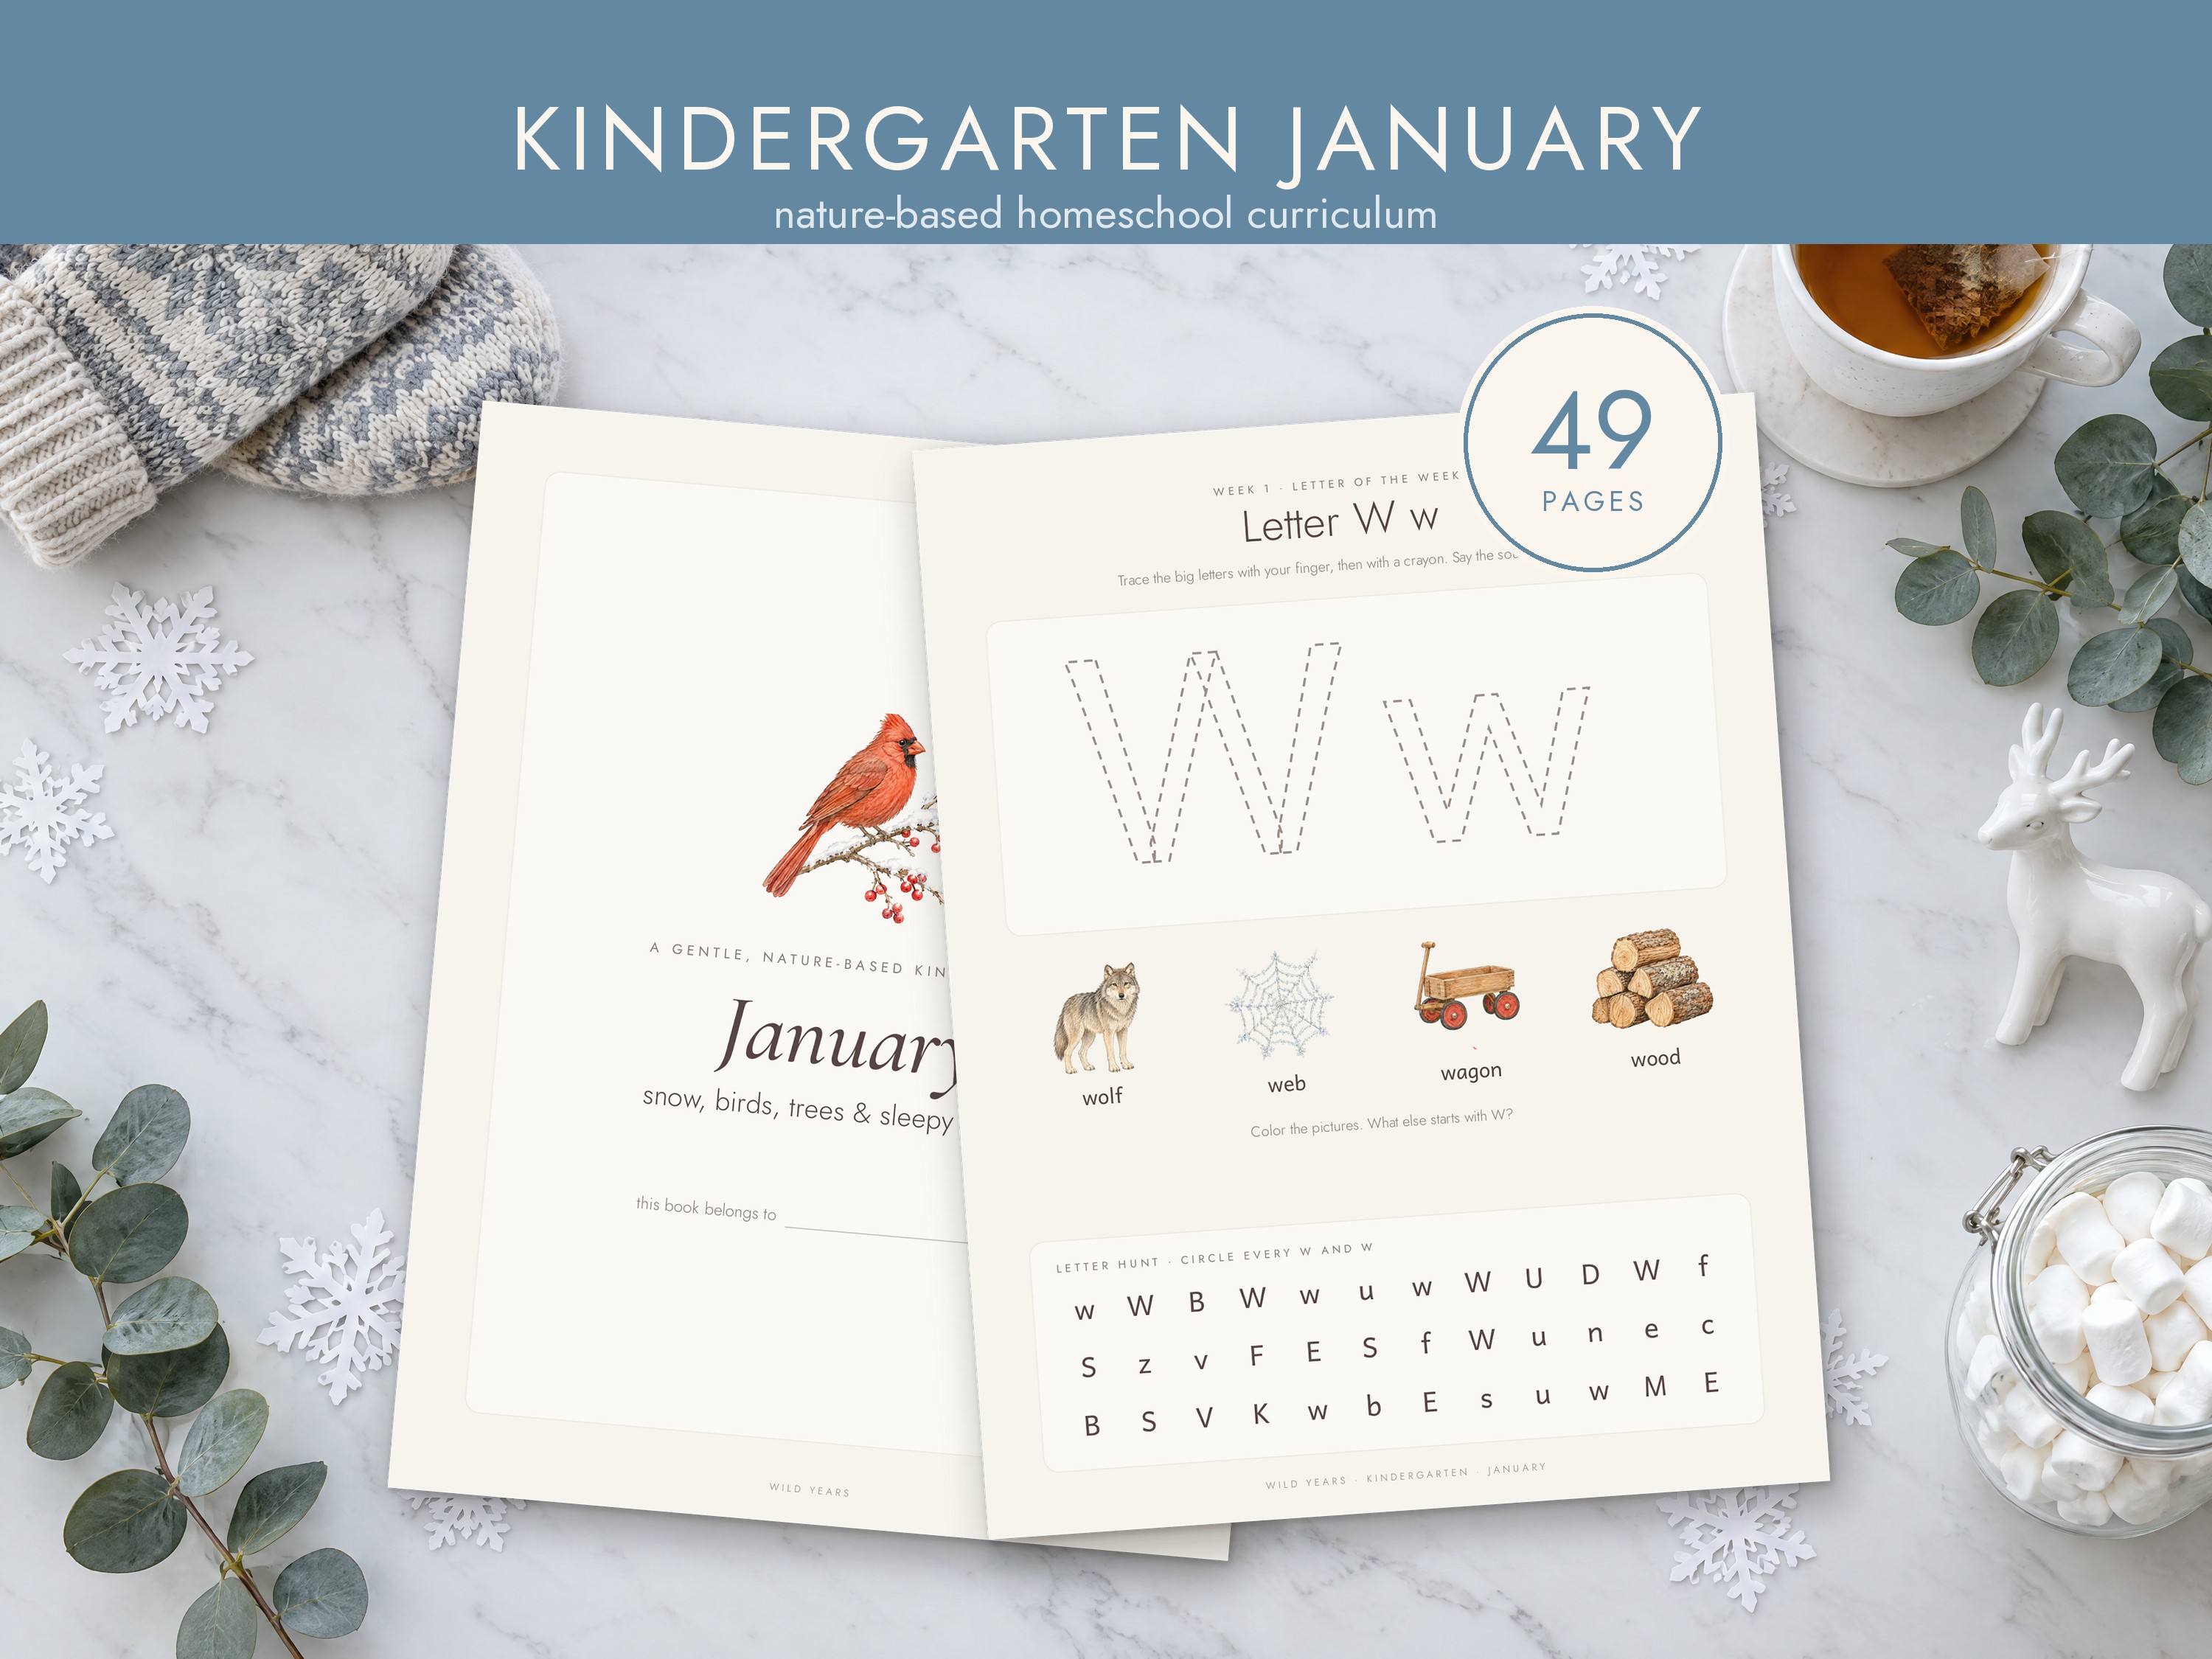 KINDERGARTEN JANUARY
nature-based homeschool curriculum
49
PAGES
A GENTLE, NATURE-BASED
January
snow, birds, trees & sleepy
this book belongs to
WILD YEARS
WEEK 1 · LETTER OF THE WEEK
Letter W w
Trace the big letters with your finger, then with a crayon. Say the
W w
wolf
web
wagon
wood
Color the pictures. What else starts with W?
LETTER HUNT · CIRCLE EVERY W AND W
w W B W w u w W U D W f
S z v F E S f W u n e c
B S V K w b E s u w M E
WILD YEARS · KINDERGARTEN · JANUARY